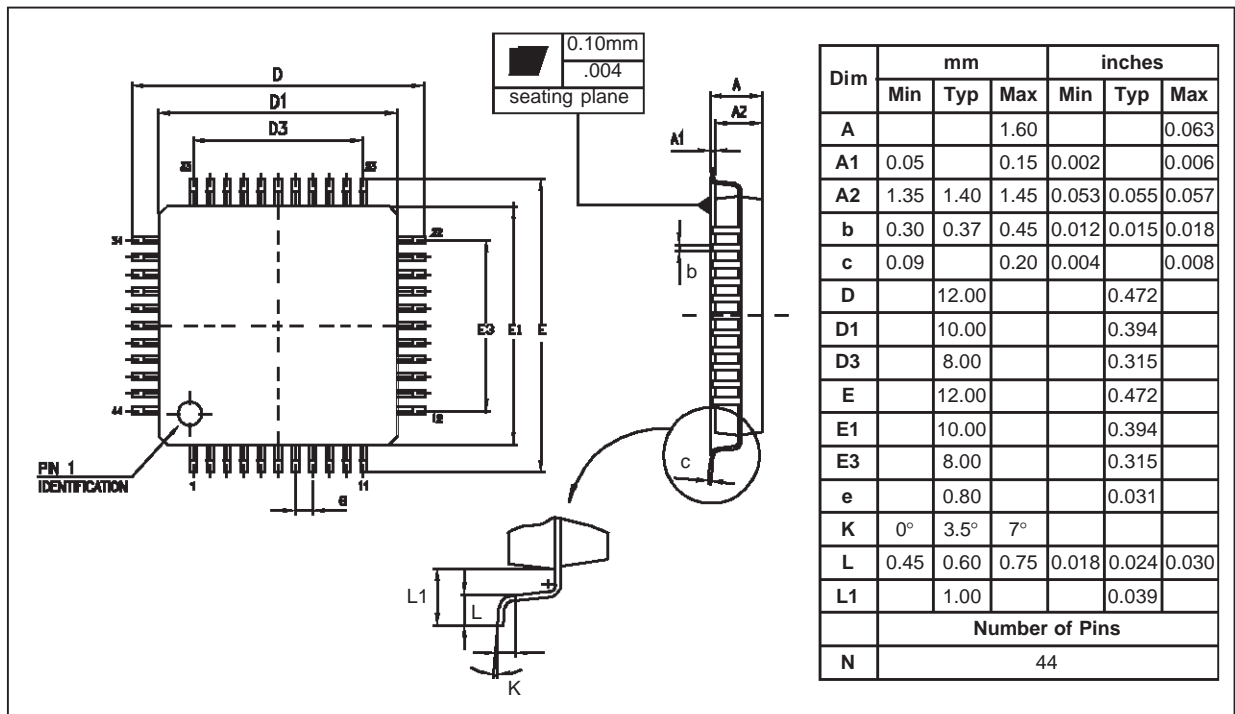 0.10mm
.004
seating plane
D
D1
D3
A
A2
A1
33
23
34
22
b
E3
E1
E
44
12
PIN 1
IDENTIFICATION
1
11
e
c
L1
L
K
Dim mm inches
Min Typ Max Min Typ Max
A 1.60 0.063
A1 0.05 0.15 0.002 0.006
A2 1.35 1.40 1.45 0.053 0.055 0.057
b 0.30 0.37 0.45 0.012 0.015 0.018
c 0.09 0.20 0.004 0.008
D 12.00 0.472
D1 10.00 0.394
D3 8.00 0.315
E 12.00 0.472
E1 10.00 0.394
E3 8.00 0.315
e 0.80 0.031
K 0° 3.5° 7°
L 0.45 0.60 0.75 0.018 0.024 0.030
L1 1.00 0.039
Number of Pins
N 44